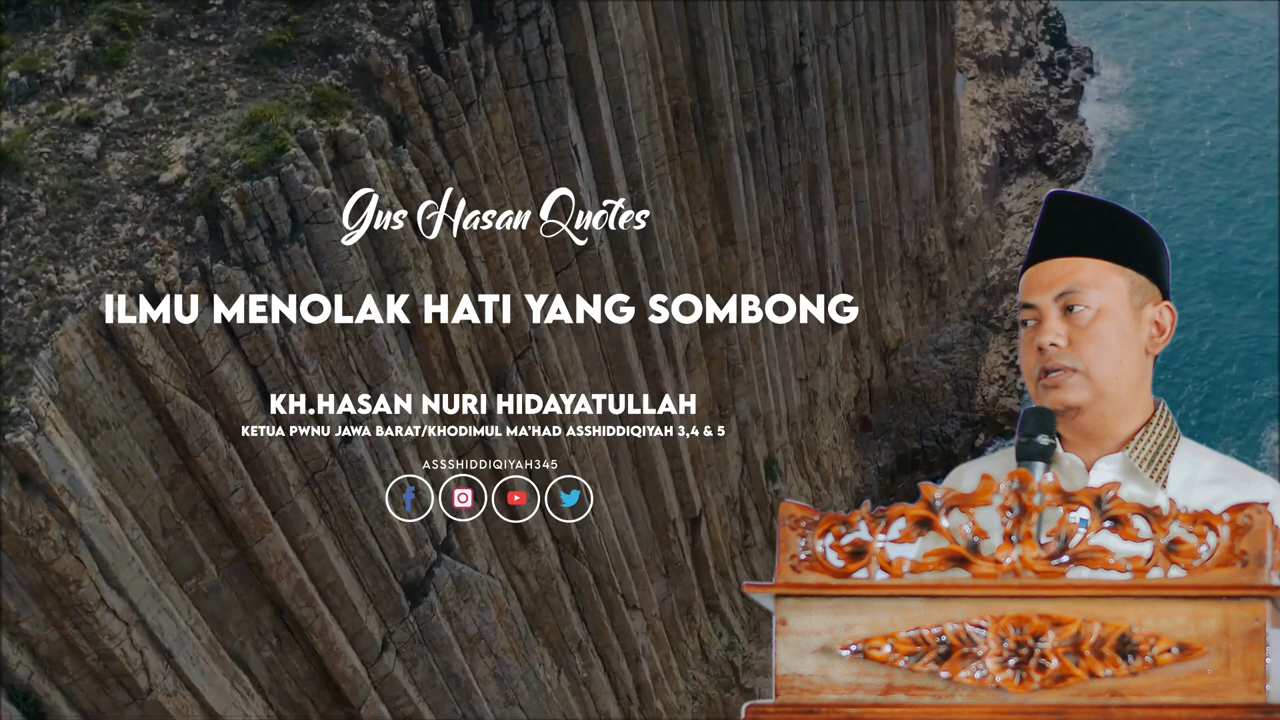 Gus Hasan Quotes
ILMU MENOLAK HATI YANG SOMBONG
KH.HASAN NURI HIDAYATULLAH
KETUA PWNU JAWA BARAT/KHODIMUL MA'HAD ASSHIDDIQIYAH 3,4 & 5
ASSSHIDDIQIYAH345